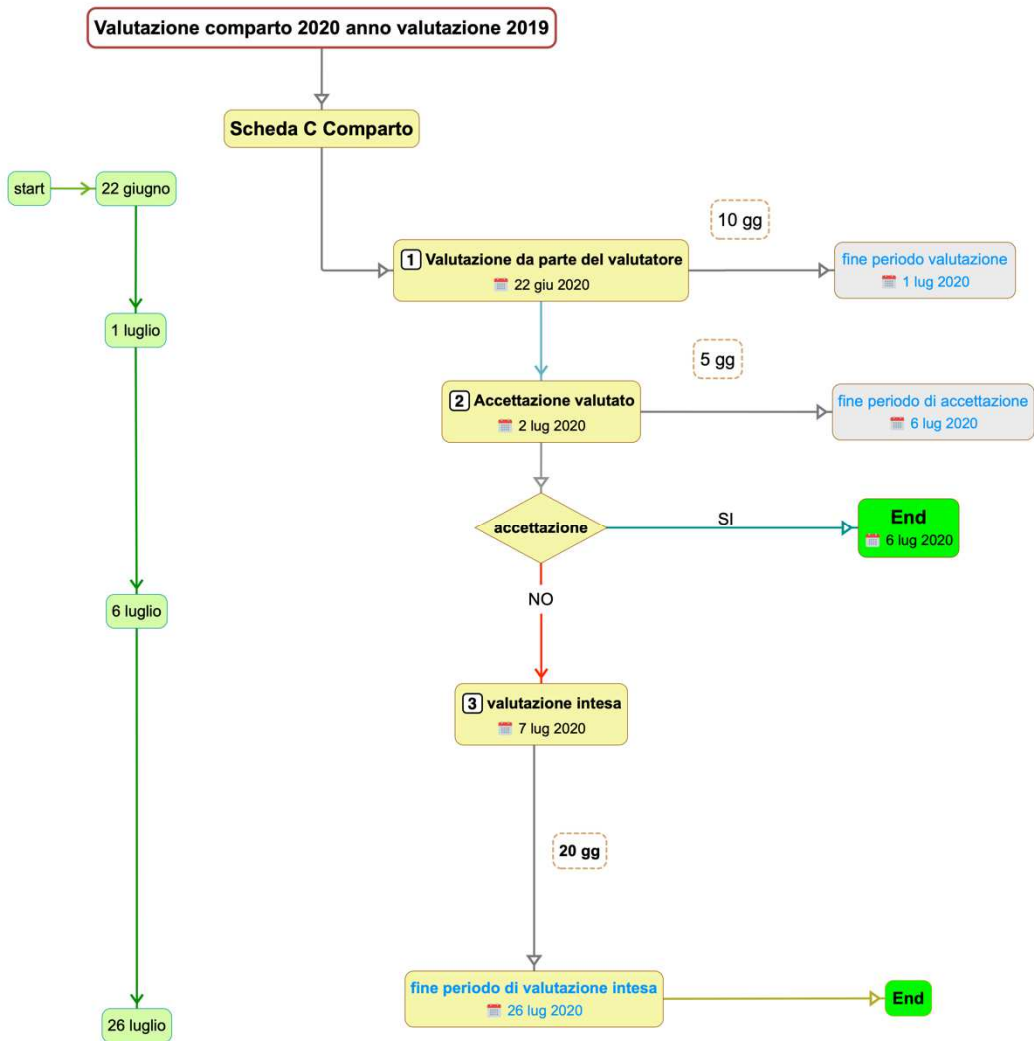 Valutazione comparto 2020 anno valutazione 2019
Scheda C Comparto
start
22 giugno
10 gg
1 Valutazione da parte del valutatore
22 giu 2020
fine periodo valutazione
1 lug 2020
1 luglio
5 gg
2 Accettazione valutato
2 lug 2020
fine periodo di accettazione
6 lug 2020
accettazione
SI
End
6 lug 2020
NO
6 luglio
3 valutazione intesa
7 lug 2020
20 gg
fine periodo di valutazione intesa
26 lug 2020
End
26 luglio